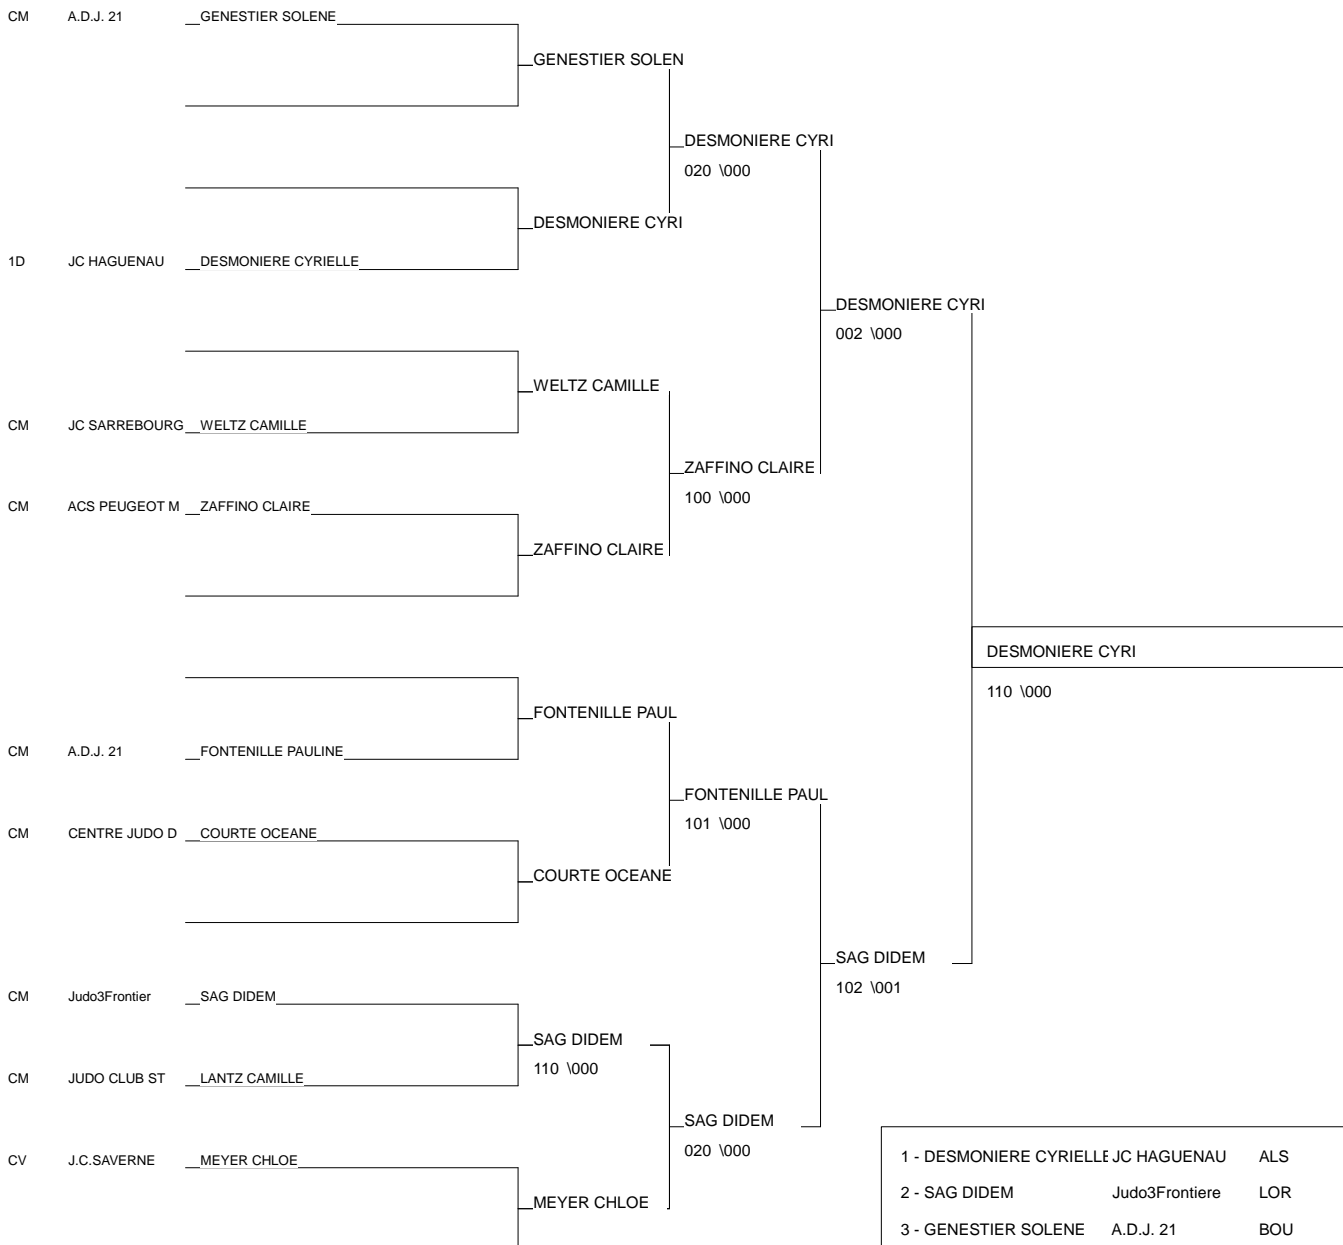 CM A.D.J. 21 GENESTIER SOLENE
GENESTIER SOLEN
DESMONIERE CYRI
020 \000
DESMONIERE CYRI
1D JC HAGUENAU DESMONIERE CYRIELLE
DESMONIERE CYRI
002 \000
WELTZ CAMILLE
CM JC SARREBOURG WELTZ CAMILLE
ZAFFINO CLAIRE
100 \000
CM ACS PEUGEOT M ZAFFINO CLAIRE
ZAFFINO CLAIRE
DESMONIERE CYRI
110 \000
FONTENILLE PAUL
CM A.D.J. 21 FONTENILLE PAULINE
FONTENILLE PAUL
101 \000
CM CENTRE JUDO D COURTE OCEANE
COURTE OCEANE
SAG DIDEM
102 \001
CM Judo3Frontier SAG DIDEM
SAG DIDEM
110 \000
CM JUDO CLUB ST LANTZ CAMILLE
SAG DIDEM
020 \000
CV J.C.SAVERNE MEYER CHLOE
MEYER CHLOE
1 - DESMONIERE CYRIELLE JC HAGUENAU ALS
2 - SAG DIDEM Judo3Frontiere LOR
3 - GENESTIER SOLENE A.D.J. 21 BOU